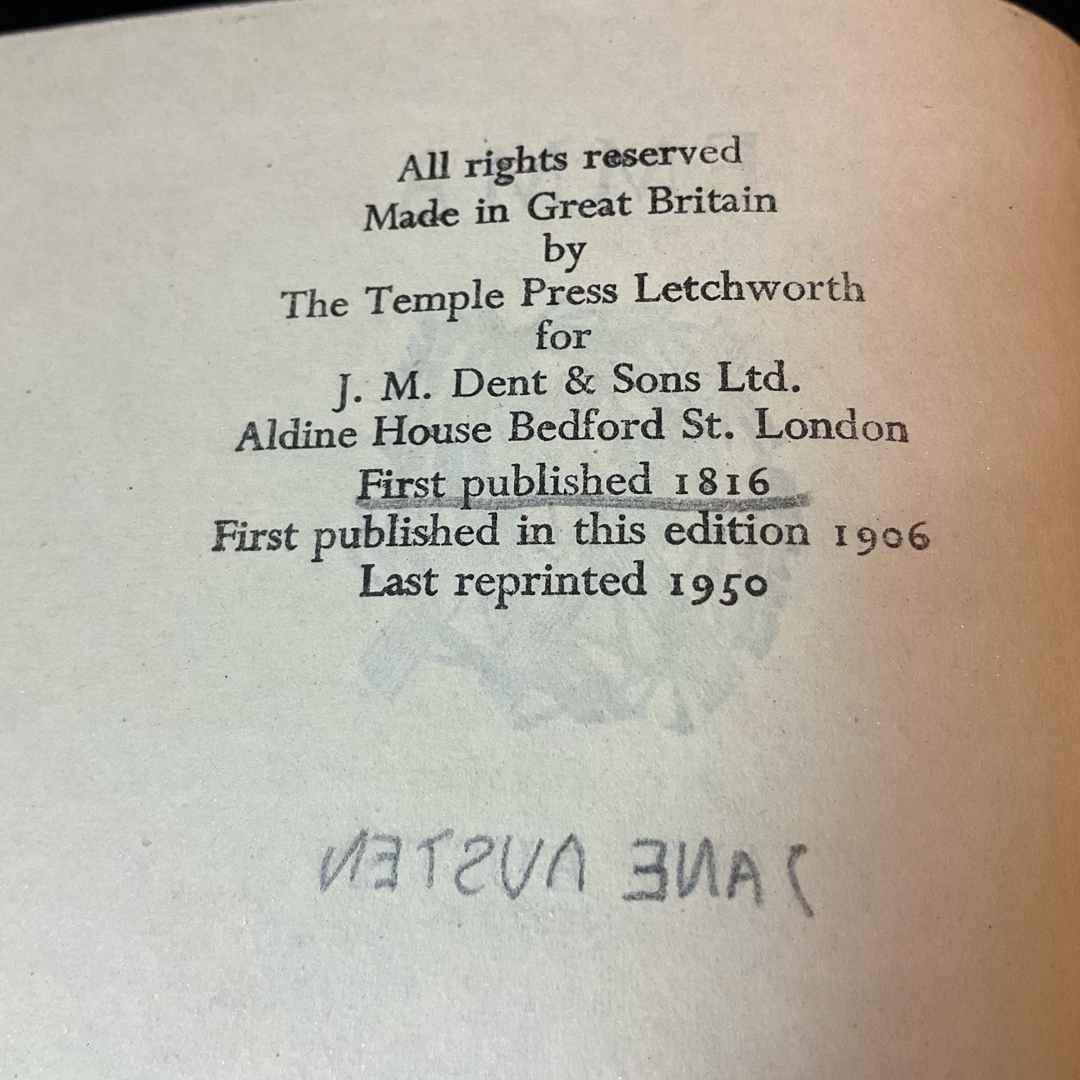 All rights reserved
Made in Great Britain
by
The Temple Press Letchworth
for
J. M. Dent & Sons Ltd.
Aldine House Bedford St. London
First published 1816
First published in this edition 1906
Last reprinted 1950
JANE AUSTEN